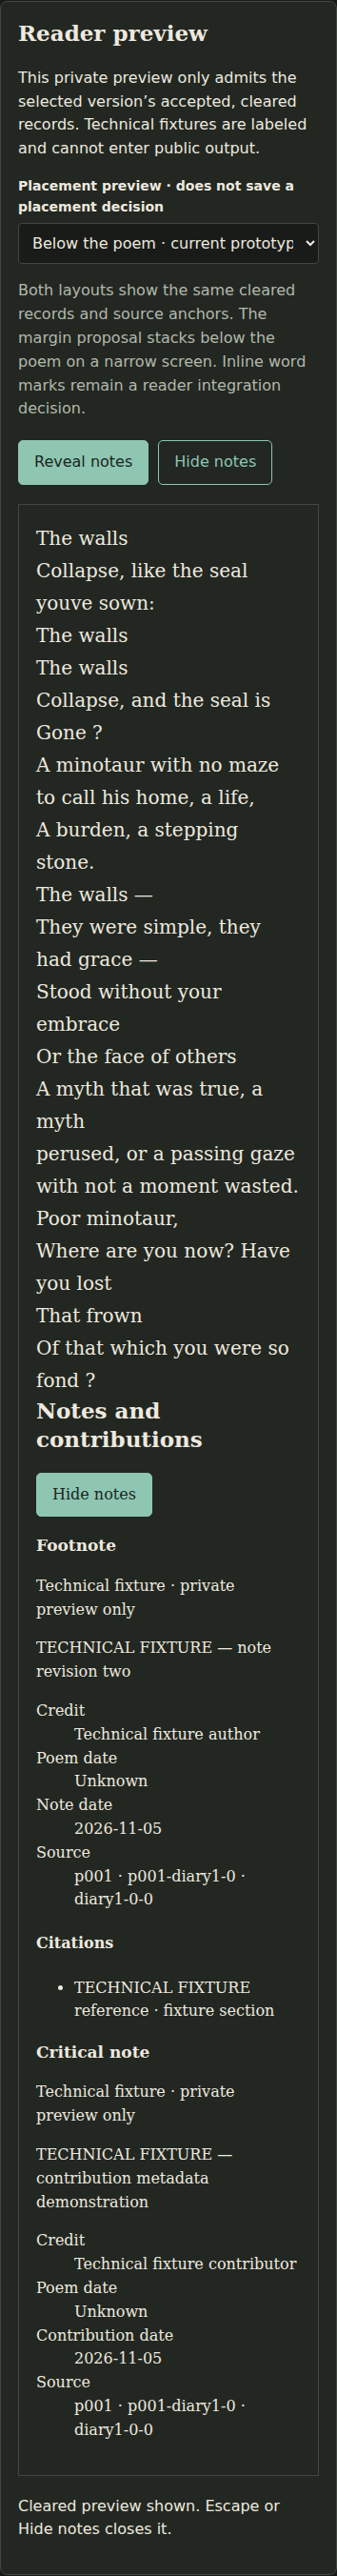 Reader preview
This private preview only admits the
selected version’s accepted, cleared
records. Technical fixtures are labeled
and cannot enter public output.
Placement preview · does not save a
placement decision
Below the poem · current prototyp
Both layouts show the same cleared
records and source anchors. The
margin proposal stacks below the
poem on a narrow screen. Inline word
marks remain a reader integration
decision.
Reveal notes
Hide notes
The walls
Collapse, like the seal
youve sown:
The walls
The walls
Collapse, and the seal is
Gone ?
A minotaur with no maze
to call his home, a life,
A burden, a stepping
stone.
The walls —
They were simple, they
had grace —
Stood without your
embrace
Or the face of others
A myth that was true, a
myth
perused, or a passing gaze
with not a moment wasted.
Poor minotaur,
Where are you now? Have
you lost
That frown
Of that which you were so
fond ?
Notes and
contributions
Hide notes
Footnote
Technical fixture · private
preview only
TECHNICAL FIXTURE — note
revision two
Credit
Technical fixture author
Poem date
Unknown
Note date
2026-11-05
Source
p001 · p001-diary1-0 ·
diary1-0-0
Citations
• TECHNICAL FIXTURE
reference · fixture section
Critical note
Technical fixture · private
preview only
TECHNICAL FIXTURE —
contribution metadata
demonstration
Credit
Technical fixture contributor
Poem date
Unknown
Contribution date
2026-11-05
Source
p001 · p001-diary1-0 ·
diary1-0-0
Cleared preview shown. Escape or
Hide notes closes it.